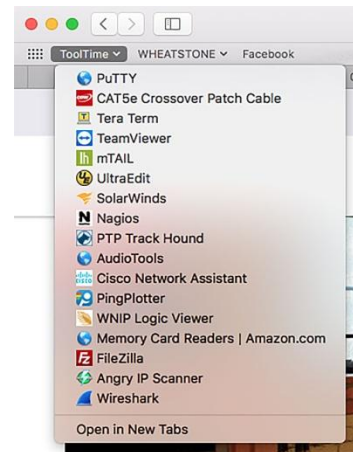 ToolTime WHEATSTONE Facebook
PuTTY
CAT5e Crossover Patch Cable
Tera Term
TeamViewer
mTAIL
UltraEdit
SolarWinds
Nagios
PTP Track Hound
AudioTools
Cisco Network Assistant
PingPlotter
WNIP Logic Viewer
Memory Card Readers | Amazon.com
FileZilla
Angry IP Scanner
Wireshark
Open in New Tabs